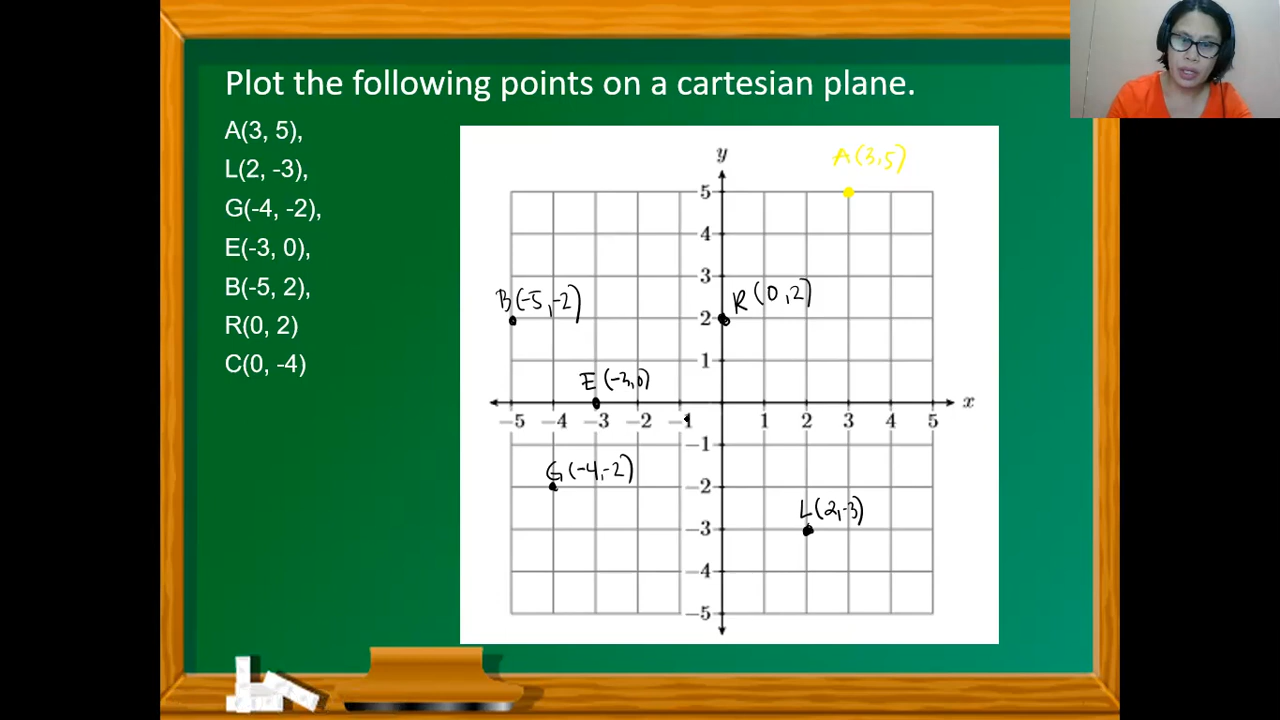 Plot the following points on a cartesian plane.
A(3, 5),
L(2, -3),
G(-4, -2),
E(-3, 0),
B(-5, 2),
R(0, 2)
C(0, -4)
y
A(3,5)
5
4
3
B(-5,-2)
R(0,2)
2
1
E(-3,0)
x
-5 -4 -3 -2 -1 1 2 3 4 5
-1
G(-4,-2)
-2
L(2,-3)
-3
-4
-5